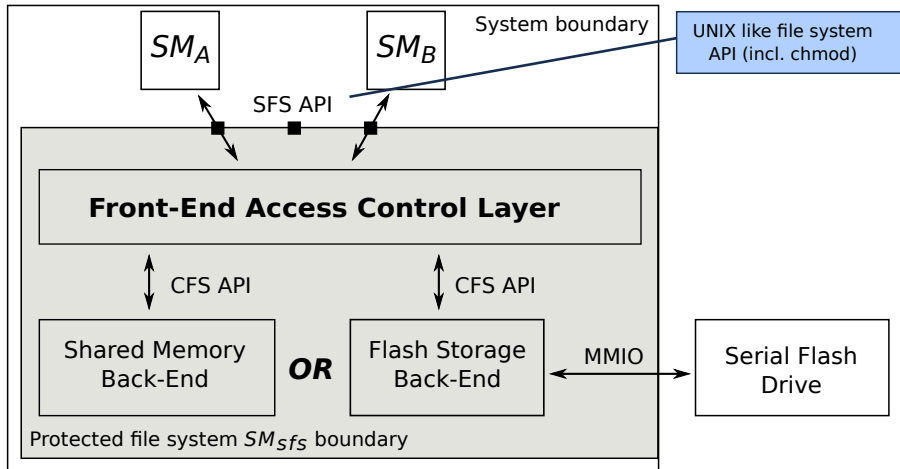 SM_A
SM_B
System boundary
UNIX like file system
API (incl. chmod)
SFS API
Front-End Access Control Layer
CFS API
CFS API
Shared Memory
Back-End
OR
Flash Storage
Back-End
MMIO
Serial Flash
Drive
Protected file system SM_sfs boundary